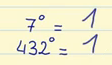 7° = 1
432° = 1